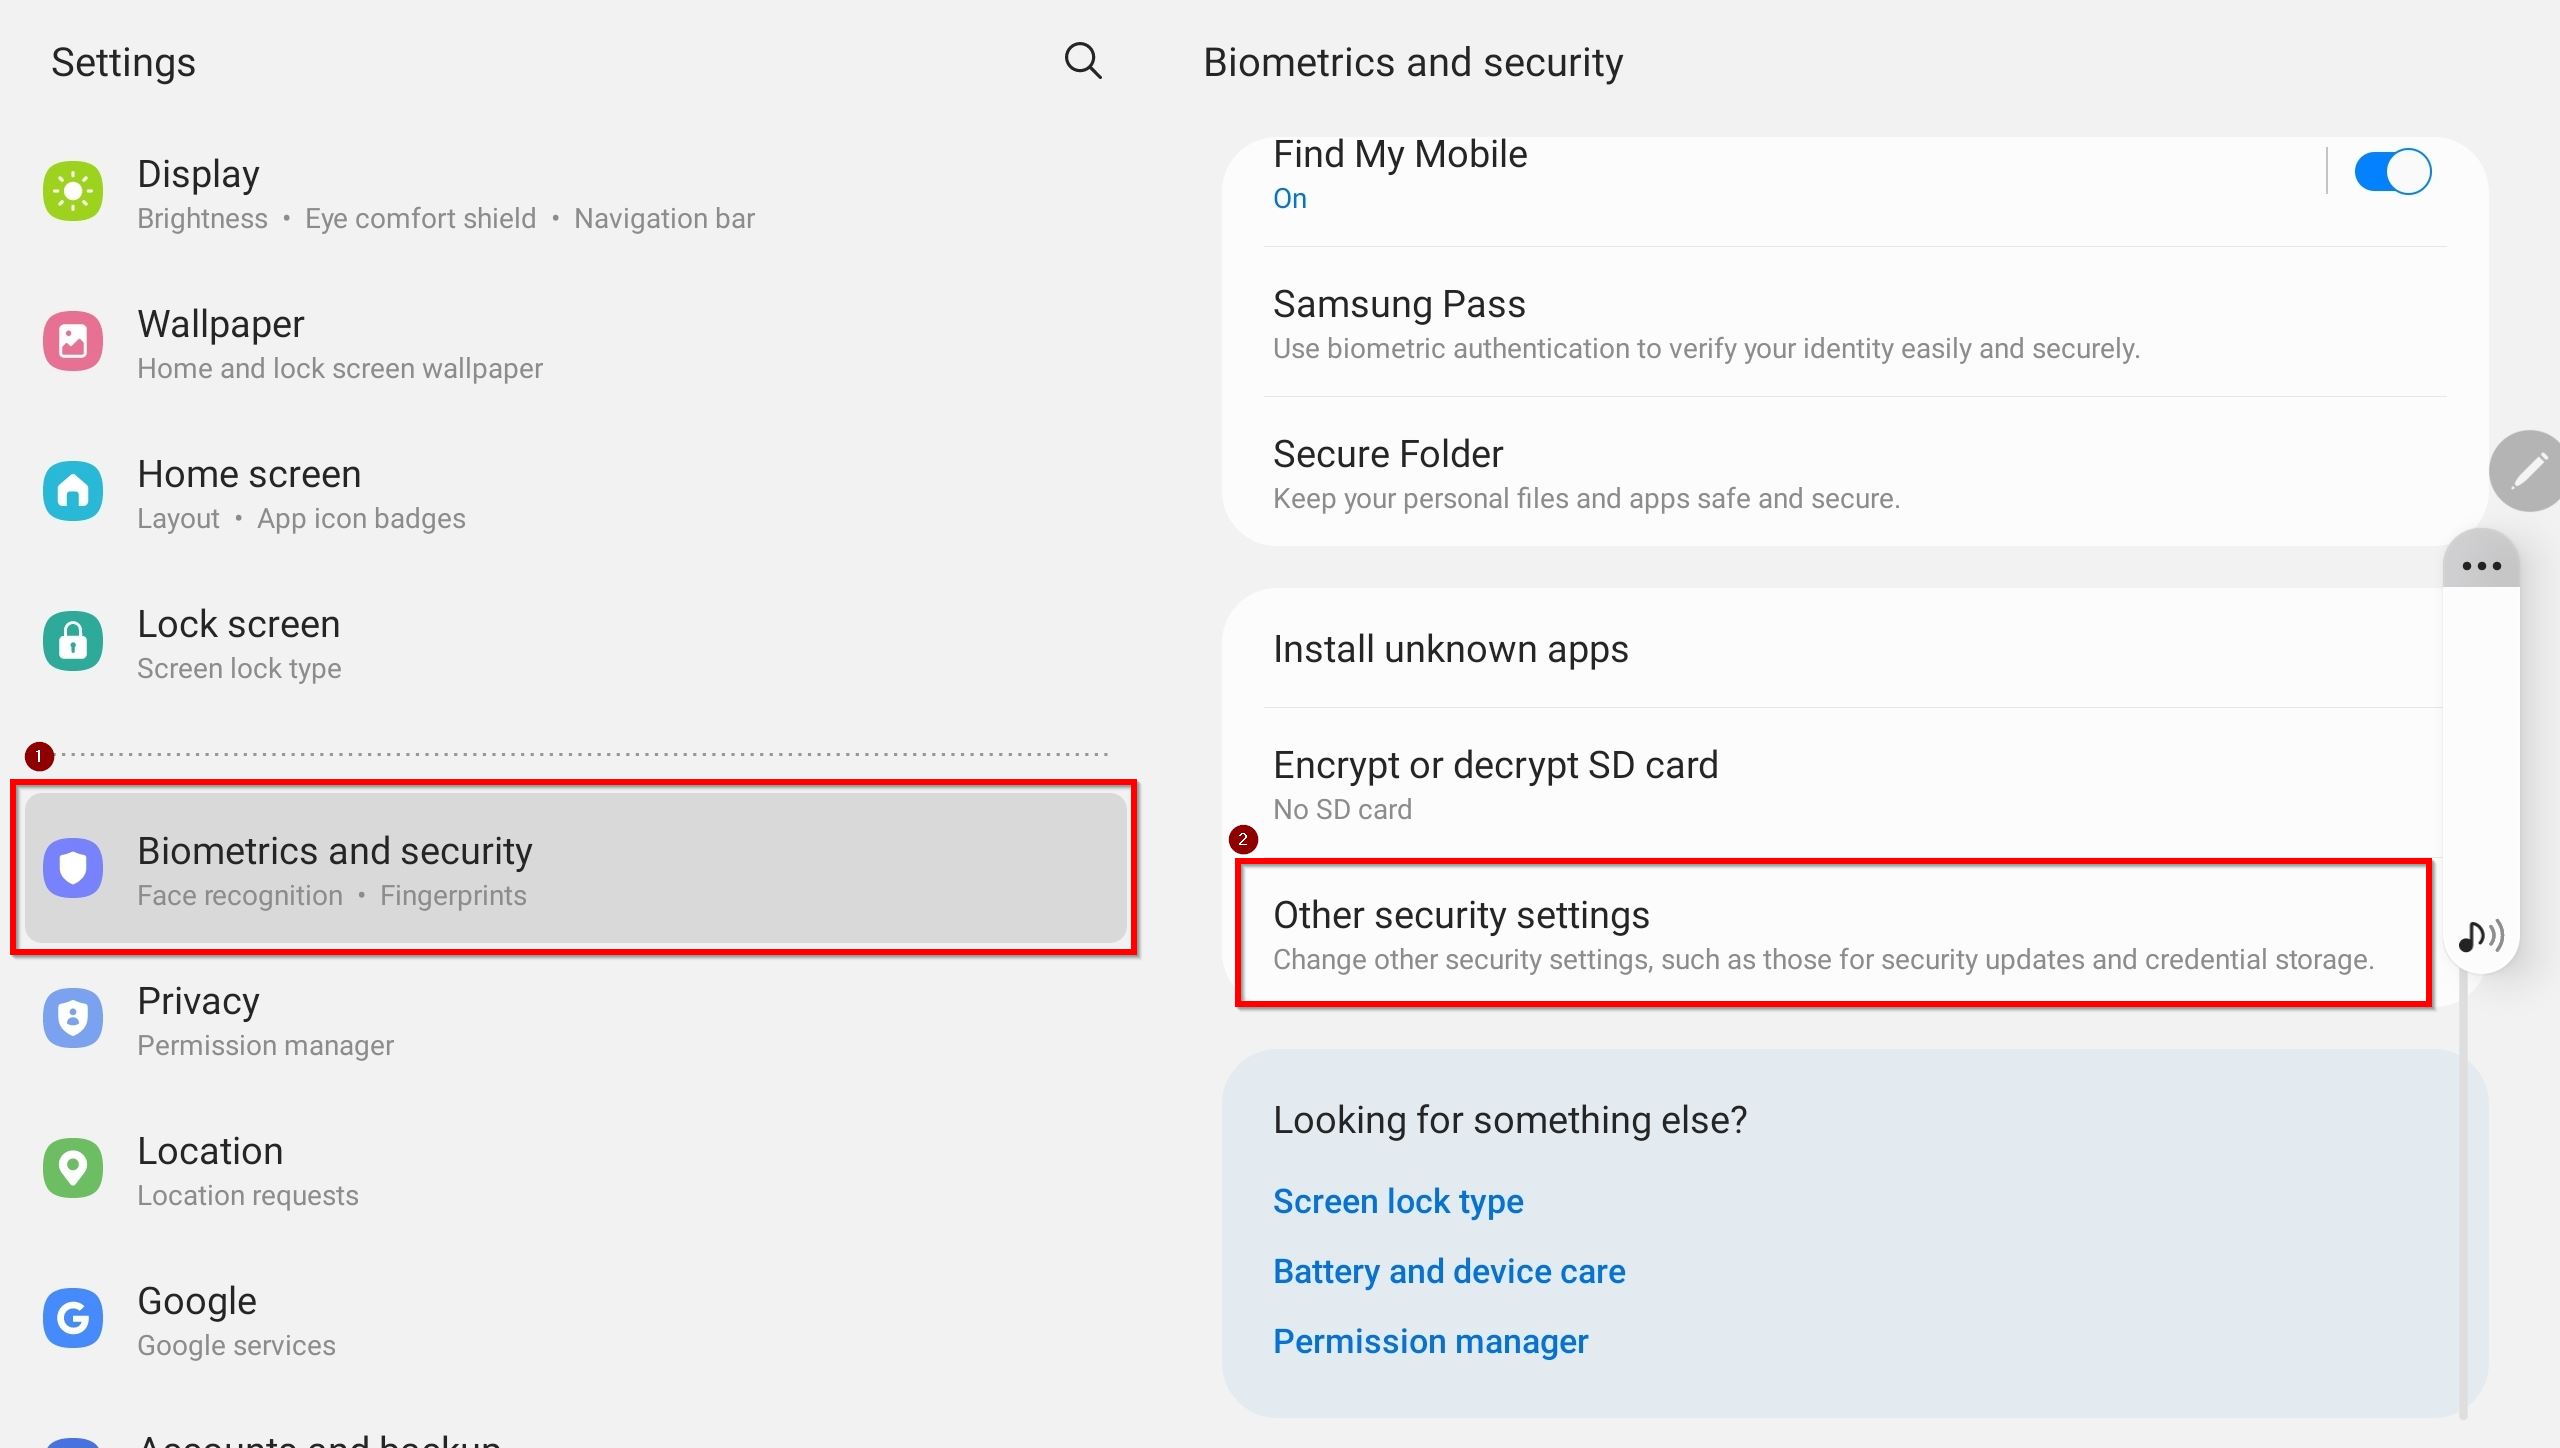 Settings
Display
Brightness • Eye comfort shield • Navigation bar
Wallpaper
Home and lock screen wallpaper
Home screen
Layout • App icon badges
Lock screen
Screen lock type
1
Biometrics and security
Face recognition • Fingerprints
Privacy
Permission manager
Location
Location requests
Google
Google services
Accounts and backup
Biometrics and security
Find My Mobile
On
Samsung Pass
Use biometric authentication to verify your identity easily and securely.
Secure Folder
Keep your personal files and apps safe and secure.
Install unknown apps
Encrypt or decrypt SD card
No SD card
2
Other security settings
Change other security settings, such as those for security updates and credential storage.
Looking for something else?
Screen lock type
Battery and device care
Permission manager